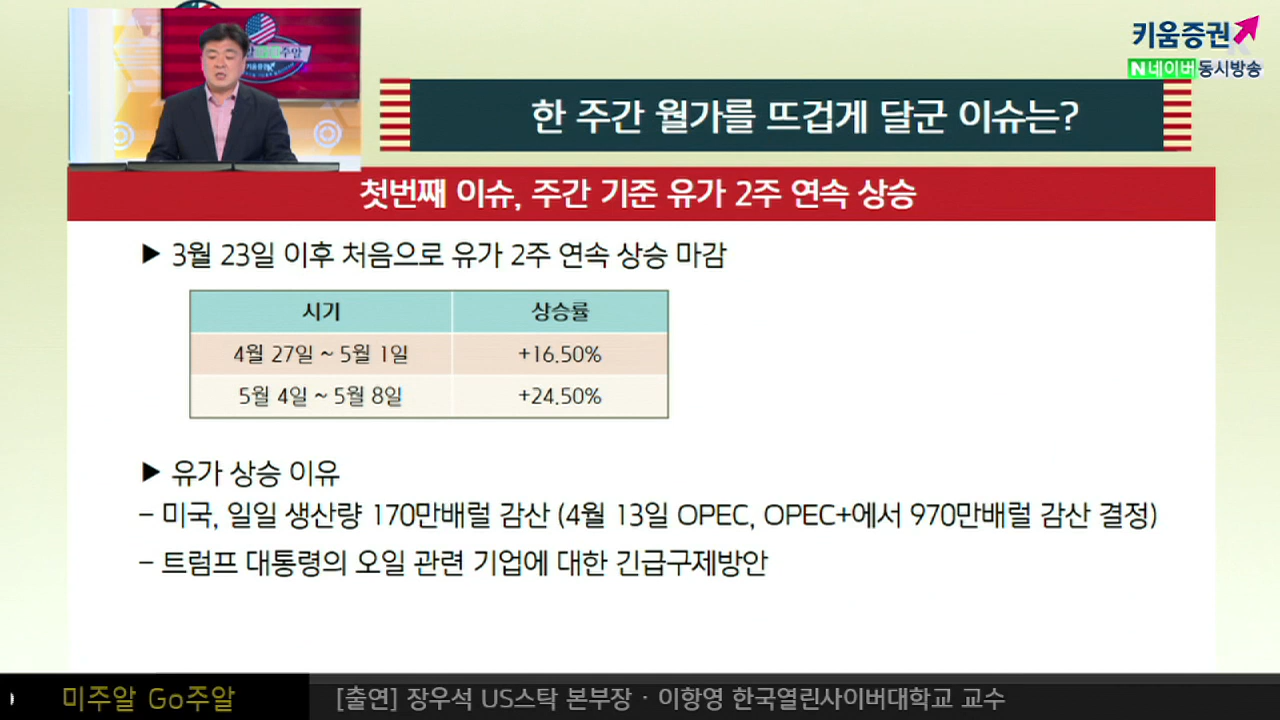 키움증권
N 네이버 동시방송
한 주간 월가를 뜨겁게 달군 이슈는?
첫번째 이슈, 주간 기준 유가 2주 연속 상승
▶ 3월 23일 이후 처음으로 유가 2주 연속 상승 마감
시기 상승률
4월 27일 ~ 5월 1일 +16.50%
5월 4일 ~ 5월 8일 +24.50%
▶ 유가 상승 이유
– 미국, 일일 생산량 170만배럴 감산 (4월 13일 OPEC, OPEC+에서 970만배럴 감산 결정)
– 트럼프 대통령의 오일 관련 기업에 대한 긴급구제방안
미주알 Go주알 [출연] 장우석 US스탁 본부장 · 이항영 한국열린사이버대학교 교수